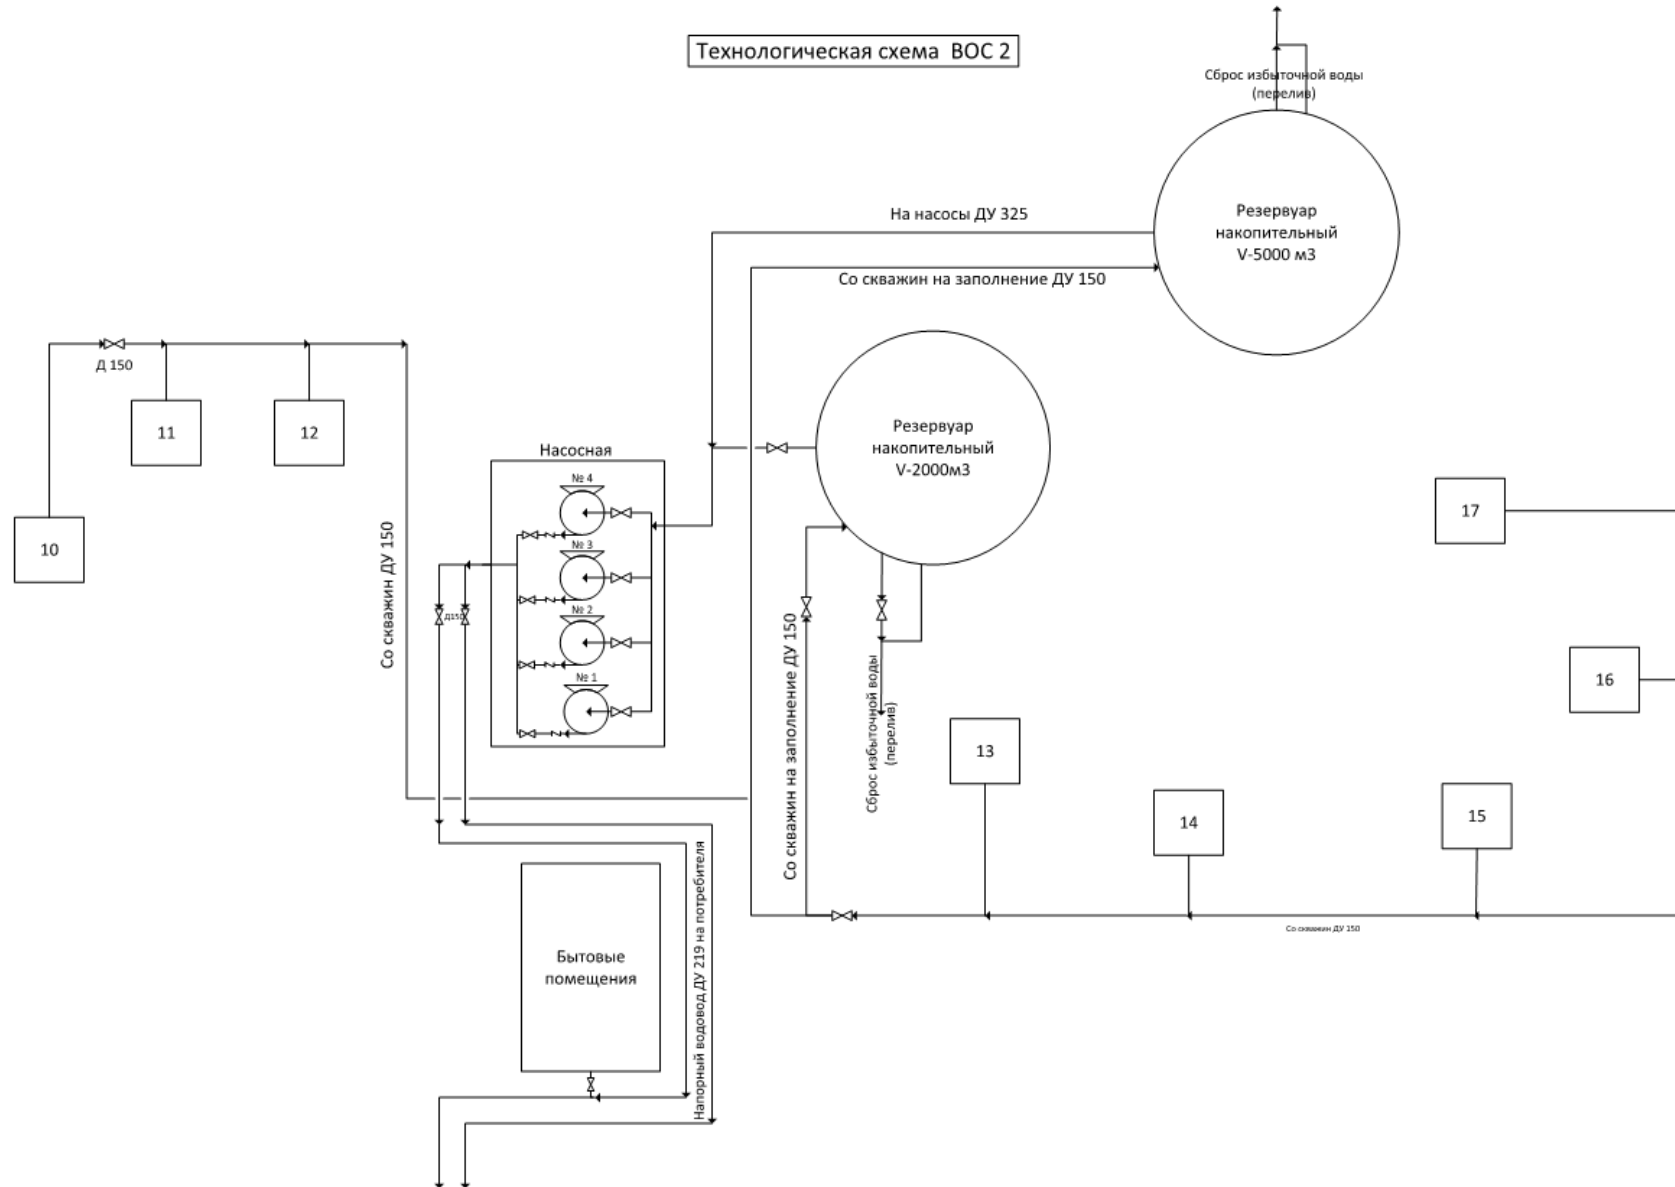 Технологическая схема ВОС 2
Сброс избыточной воды
(перелив)
Резервуар
накопительный
V-5000 м3
На насосы ДУ 325
Со скважин на заполнение ДУ 150
Д 150
11
12
10
Со скважин ДУ 150
Насосная
№ 4
№ 3
№ 2
№ 1
Д150
Резервуар
накопительный
V-2000м3
Со скважин на заполнение ДУ 150
Сброс избыточной воды
(перелив)
17
16
13
14
15
Со скважин ДУ 150
Напорный водовод ДУ 219 на потребителя
Бытовые
помещения